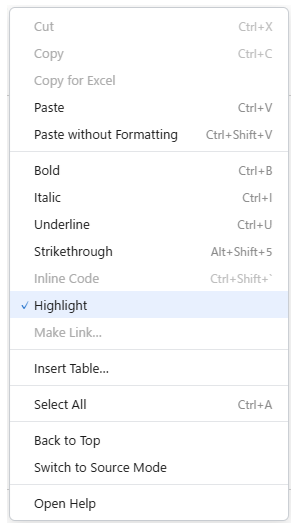 Cut Ctrl+X
Copy Ctrl+C
Copy for Excel
Paste Ctrl+V
Paste without Formatting Ctrl+Shift+V
Bold Ctrl+B
Italic Ctrl+I
Underline Ctrl+U
Strikethrough Alt+Shift+5
Inline Code Ctrl+Shift+`
✓ Highlight
Make Link...
Insert Table...
Select All Ctrl+A
Back to Top
Switch to Source Mode
Open Help